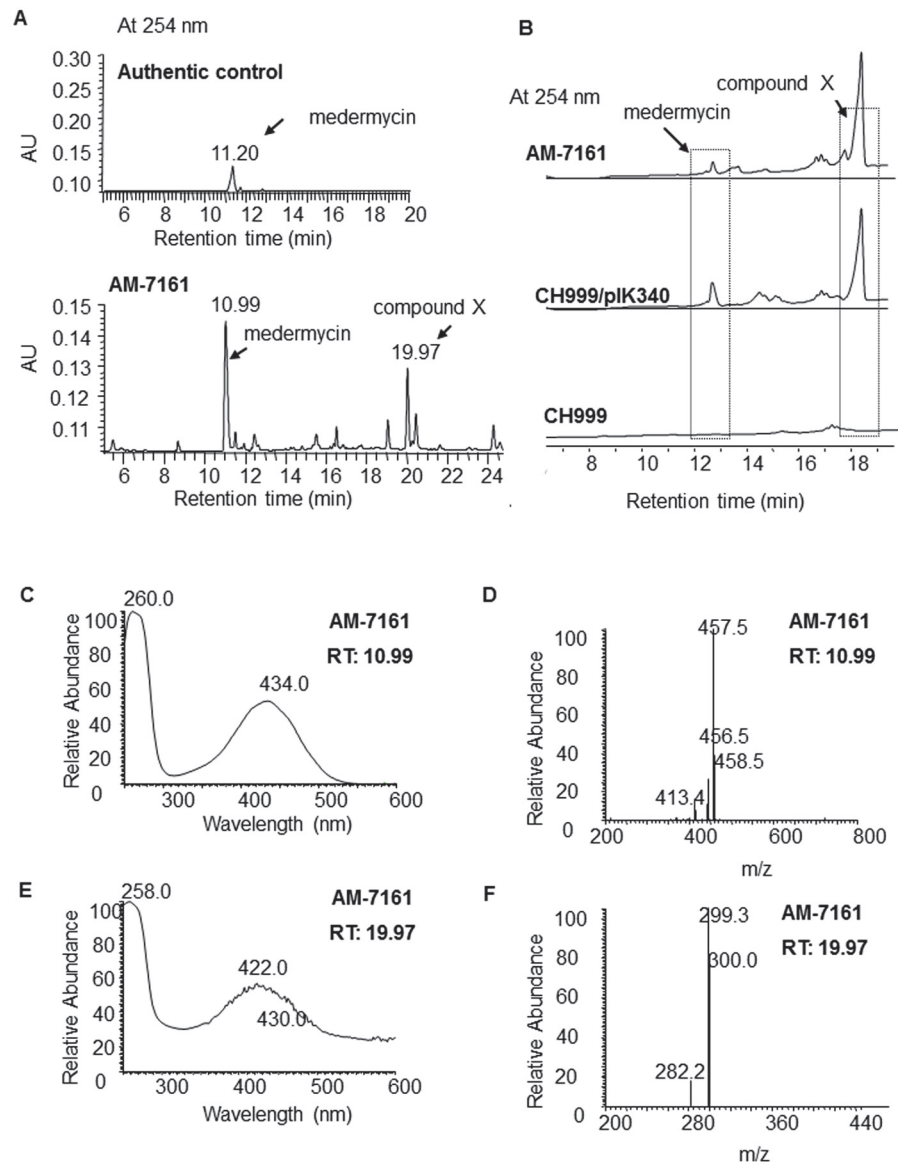 A
At 254 nm
Authentic control
0.30
0.25
0.20
0.15
0.10
AU
medermycin
11.20
6 8 10 12 14 16 18 20
Retention time (min)
AM-7161
0.15
0.14
0.13
0.12
0.11
AU
10.99
medermycin
compound X
19.97
6 8 10 12 14 16 18 20 22 24
Retention time (min)
B
At 254 nm
compound X
medermycin
AM-7161
CH999/pIK340
CH999
8 10 12 14 16 18
Retention time (min)
C
260.0
AM-7161
RT: 10.99
434.0
100
80
60
40
20
0
Relative Abundance
300 400 500 600
Wavelength (nm)
D
457.5
AM-7161
RT: 10.99
456.5
458.5
413.4
100
80
60
40
20
0
Relative Abundance
200 400 600 800
m/z
E
258.0
AM-7161
RT: 19.97
422.0
430.0
100
80
60
40
20
0
Relative Abundance
300 400 500 600
Wavelength (nm)
F
299.3
AM-7161
300.0
RT: 19.97
282.2
100
80
60
40
20
0
Relative Abundance
200 280 360 440
m/z